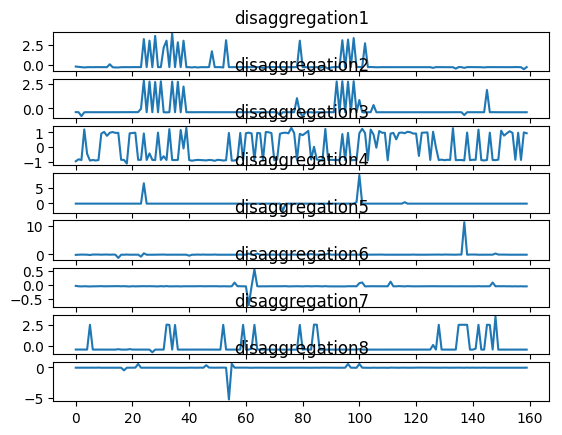 disaggregation1
2.5
0.0
disaggregation2
2.5
0.0
disaggregation3
1
0
−1
disaggregation4
5
0
disaggregation5
10
0
disaggregation6
0.5
0.0
−0.5
disaggregation7
2.5
0.0
disaggregation8
0
−5
0 20 40 60 80 100 120 140 160